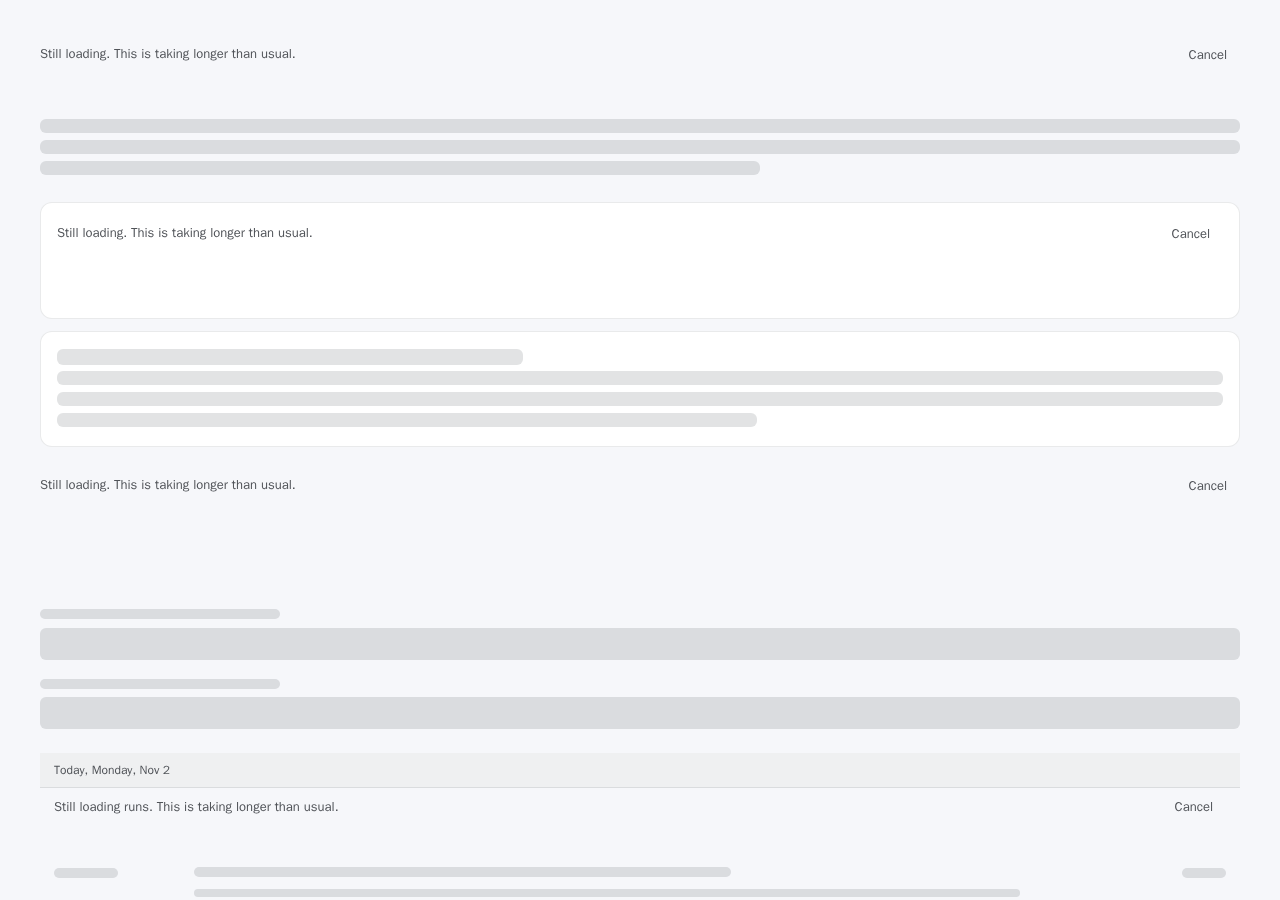 Still loading. This is taking longer than usual.
Cancel
Still loading. This is taking longer than usual.
Cancel
Still loading. This is taking longer than usual.
Cancel
Today, Monday, Nov 2
Still loading runs. This is taking longer than usual.
Cancel